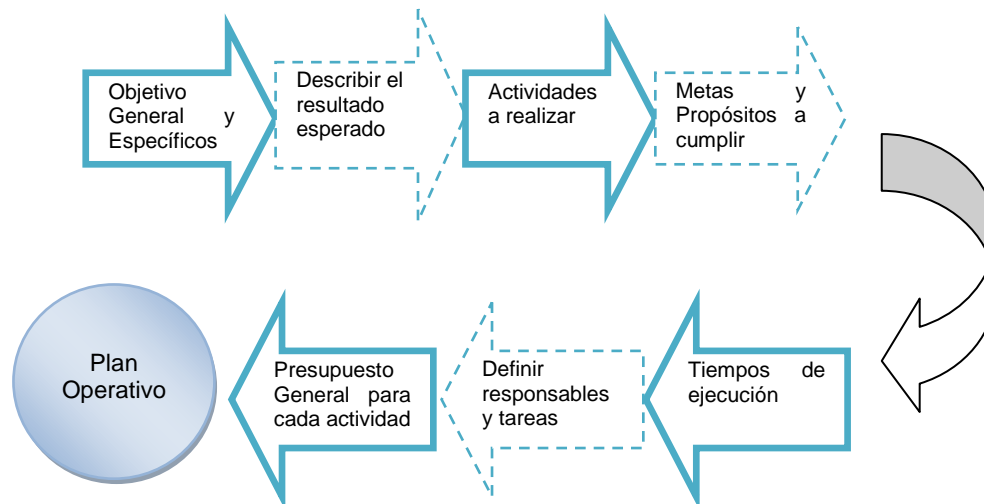 Objetivo
General y
Específicos
Describir el
resultado
esperado
Actividades
a realizar
Metas y
Propósitos a
cumplir
Tiempos de
ejecución
Definir
responsables
y tareas
Presupuesto
General para
cada actividad
Plan
Operativo